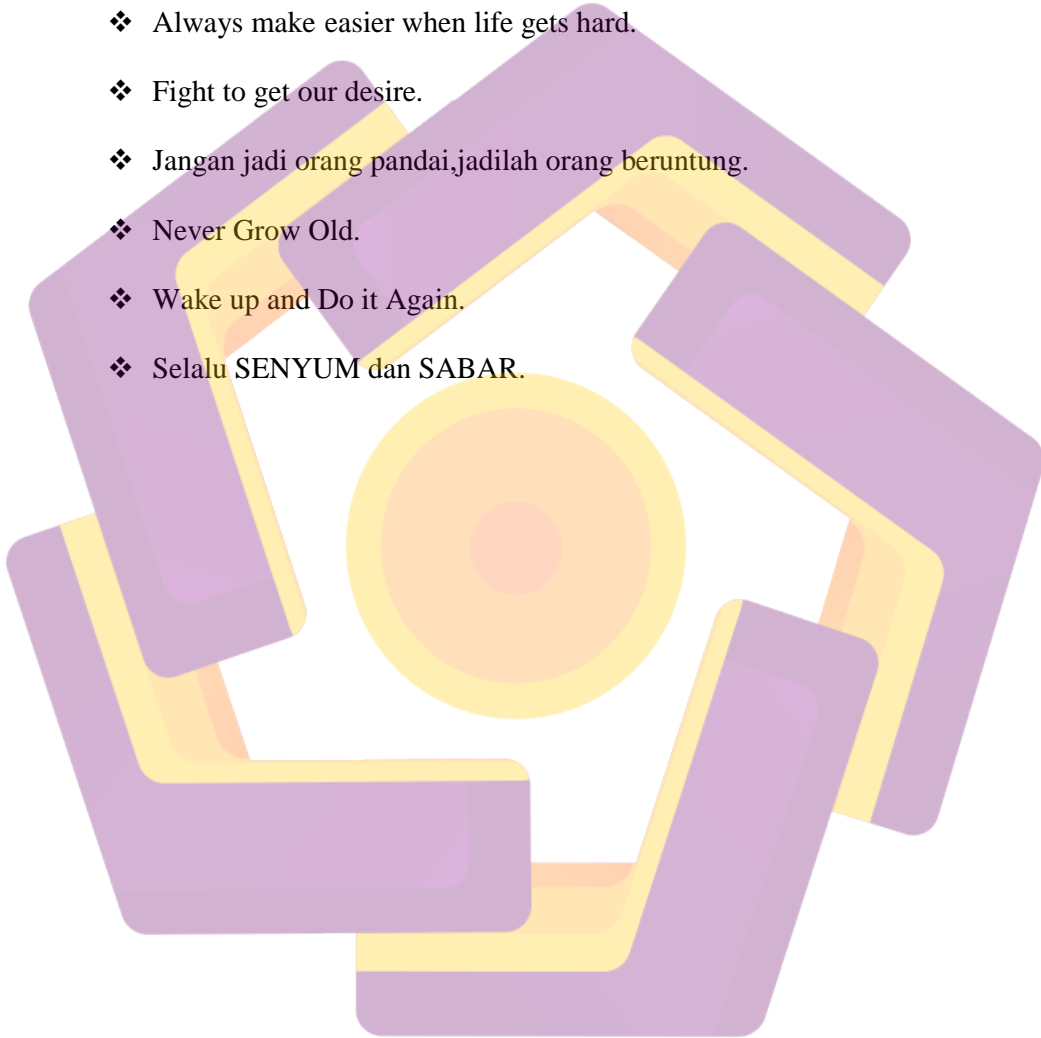 ❖ Always make easier when life gets hard.
❖ Fight to get our desire.
❖ Jangan jadi orang pandai,jadilah orang beruntung.
❖ Never Grow Old.
❖ Wake up and Do it Again.
❖ Selalu SENYUM dan SABAR.